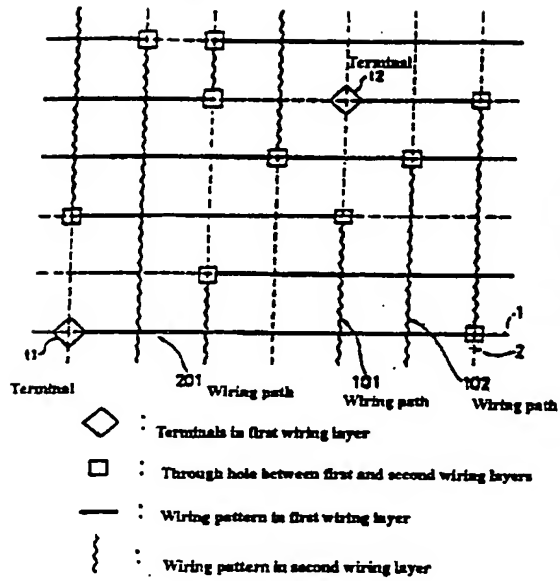 Terminal
t2
1
2
t1
201
101
102
Terminal
Wiring path
Wiring path
Wiring path
: Terminals in first wiring layer
: Through hole between first and second wiring layers
: Wiring pattern in first wiring layer
: Wiring pattern in second wiring layer